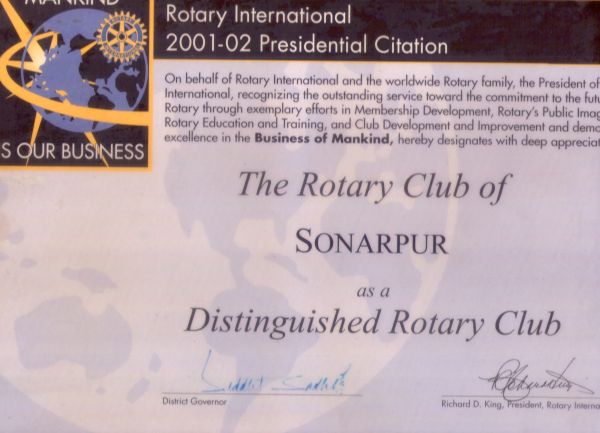 MANKIND
IS OUR BUSINESS
Rotary International
2001-02 Presidential Citation
On behalf of Rotary International and the worldwide Rotary family, the President of
International, recognizing the outstanding service toward the commitment to the futu
Rotary through exemplary efforts in Membership Development, Rotary's Public Imag
Rotary Education and Training, and Club Development and Improvement and demo
excellence in the Business of Mankind, hereby designates with deep appreciat
The Rotary Club of
SONARPUR
as a
Distinguished Rotary Club
District Governor
Richard D. King, President, Rotary Interna